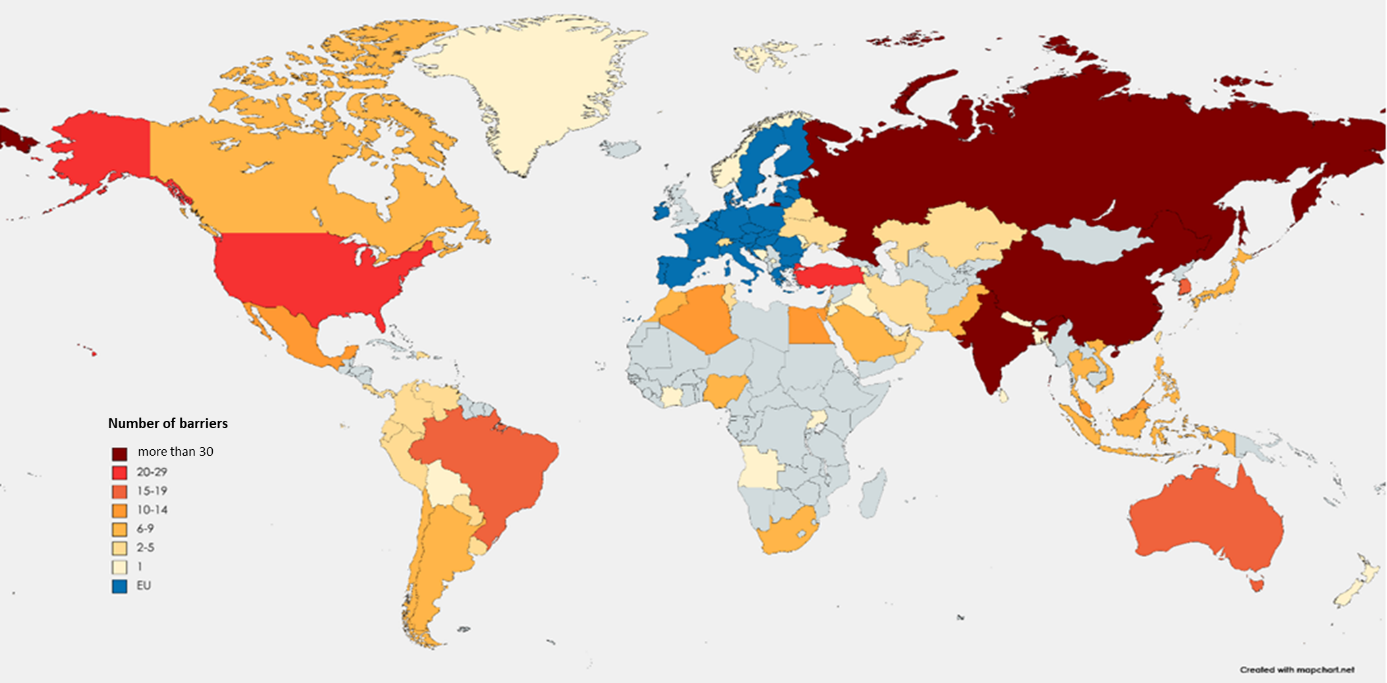 Number of barriers
more than 30
20-29
15-19
10-14
6-9
2-5
1
EU
Created with mapchart.net